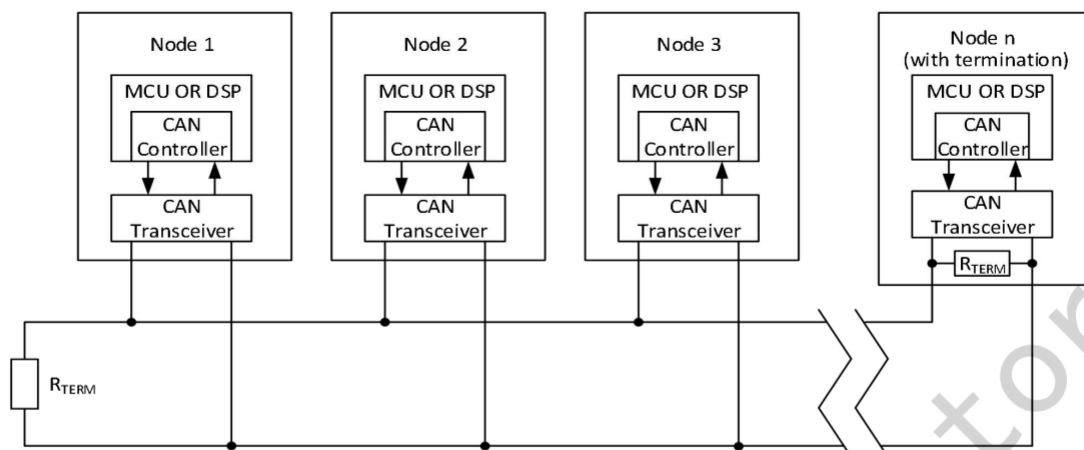 Node 1
MCU OR DSP
CAN
Controller
CAN
Transceiver
Node 2
MCU OR DSP
CAN
Controller
CAN
Transceiver
Node 3
MCU OR DSP
CAN
Controller
CAN
Transceiver
Node n
(with termination)
MCU OR DSP
CAN
Controller
CAN
Transceiver
RTERM
RTERM
tor